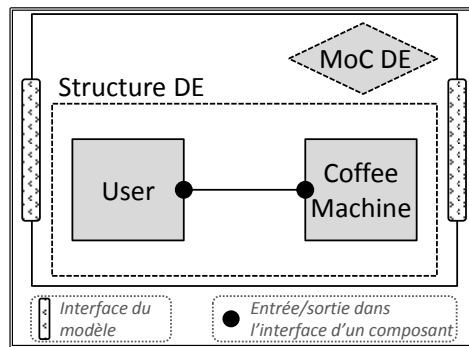 MoC DE
Structure DE
User
Coffee
Machine
Interface du
modèle
Entrée/sortie dans
l'interface d'un composant